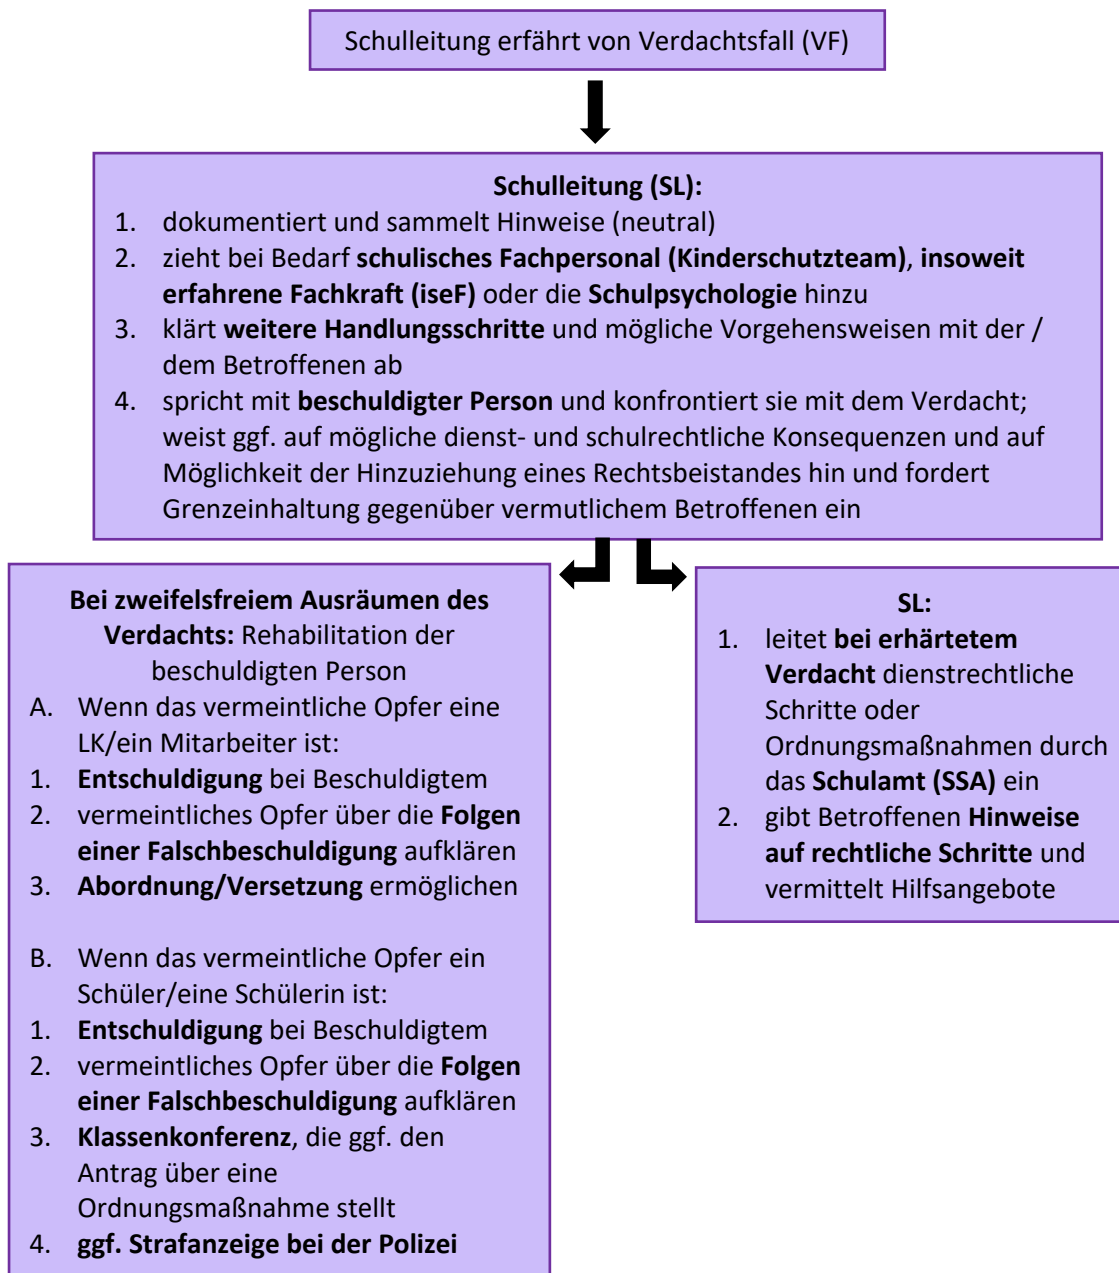 Schulleitung erfährt von Verdachtsfall (VF)
Schulleitung (SL):
1. dokumentiert und sammelt Hinweise (neutral)
2. zieht bei Bedarf schulisches Fachpersonal (Kinderschutzteam), insoweit
erfahrene Fachkraft (iseF) oder die Schulpsychologie hinzu
3. klärt weitere Handlungsschritte und mögliche Vorgehensweisen mit der /
dem Betroffenen ab
4. spricht mit beschuldigter Person und konfrontiert sie mit dem Verdacht;
weist ggf. auf mögliche dienst- und schulrechtliche Konsequenzen und auf
Möglichkeit der Hinzuziehung eines Rechtsbeistandes hin und fordert
Grenzeinhaltung gegenüber vermutlichem Betroffenen ein
Bei zweifelsfreiem Ausräumen des
Verdachts: Rehabilitation der
beschuldigten Person
A. Wenn das vermeintliche Opfer eine
LK/ein Mitarbeiter ist:
1. Entschuldigung bei Beschuldigtem
2. vermeintliches Opfer über die Folgen
einer Falschbeschuldigung aufklären
3. Abordnung/Versetzung ermöglichen
B. Wenn das vermeintliche Opfer ein
Schüler/eine Schülerin ist:
1. Entschuldigung bei Beschuldigtem
2. vermeintliches Opfer über die Folgen
einer Falschbeschuldigung aufklären
3. Klassenkonferenz, die ggf. den
Antrag über eine
Ordnungsmaßnahme stellt
4. ggf. Strafanzeige bei der Polizei
SL:
1. leitet bei erhärtetem
Verdacht dienstrechtliche
Schritte oder
Ordnungsmaßnahmen durch
das Schulamt (SSA) ein
2. gibt Betroffenen Hinweise
auf rechtliche Schritte und
vermittelt Hilfsangebote